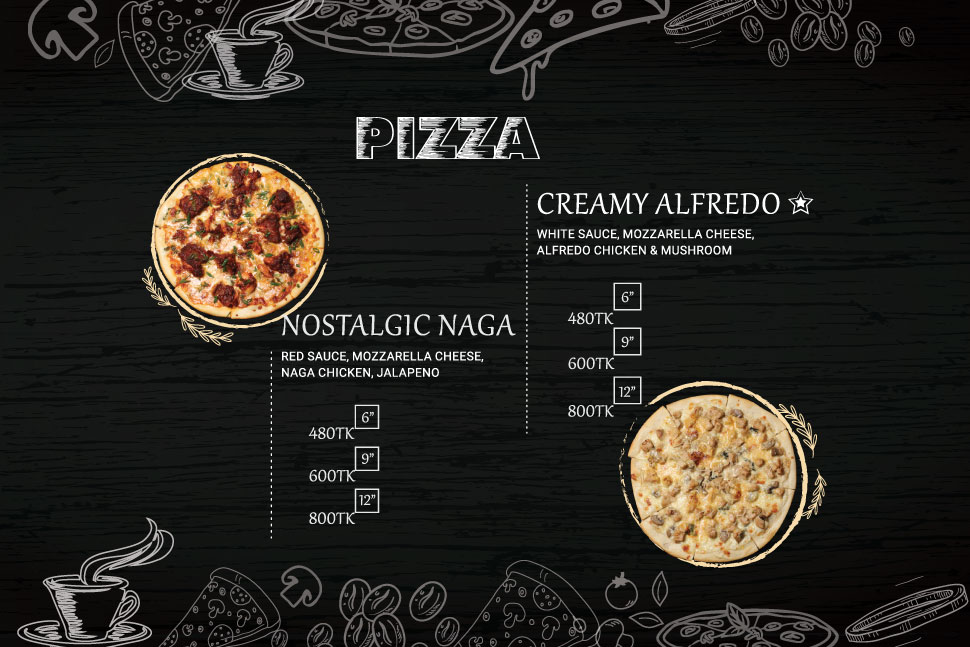 PIZZA
NOSTALGIC NAGA
RED SAUCE, MOZZARELLA CHEESE,
NAGA CHICKEN, JALAPENO
6”
480TK
9”
600TK
12”
800TK
CREAMY ALFREDO
WHITE SAUCE, MOZZARELLA CHEESE,
ALFREDO CHICKEN & MUSHROOM
6”
480TK
9”
600TK
12”
800TK